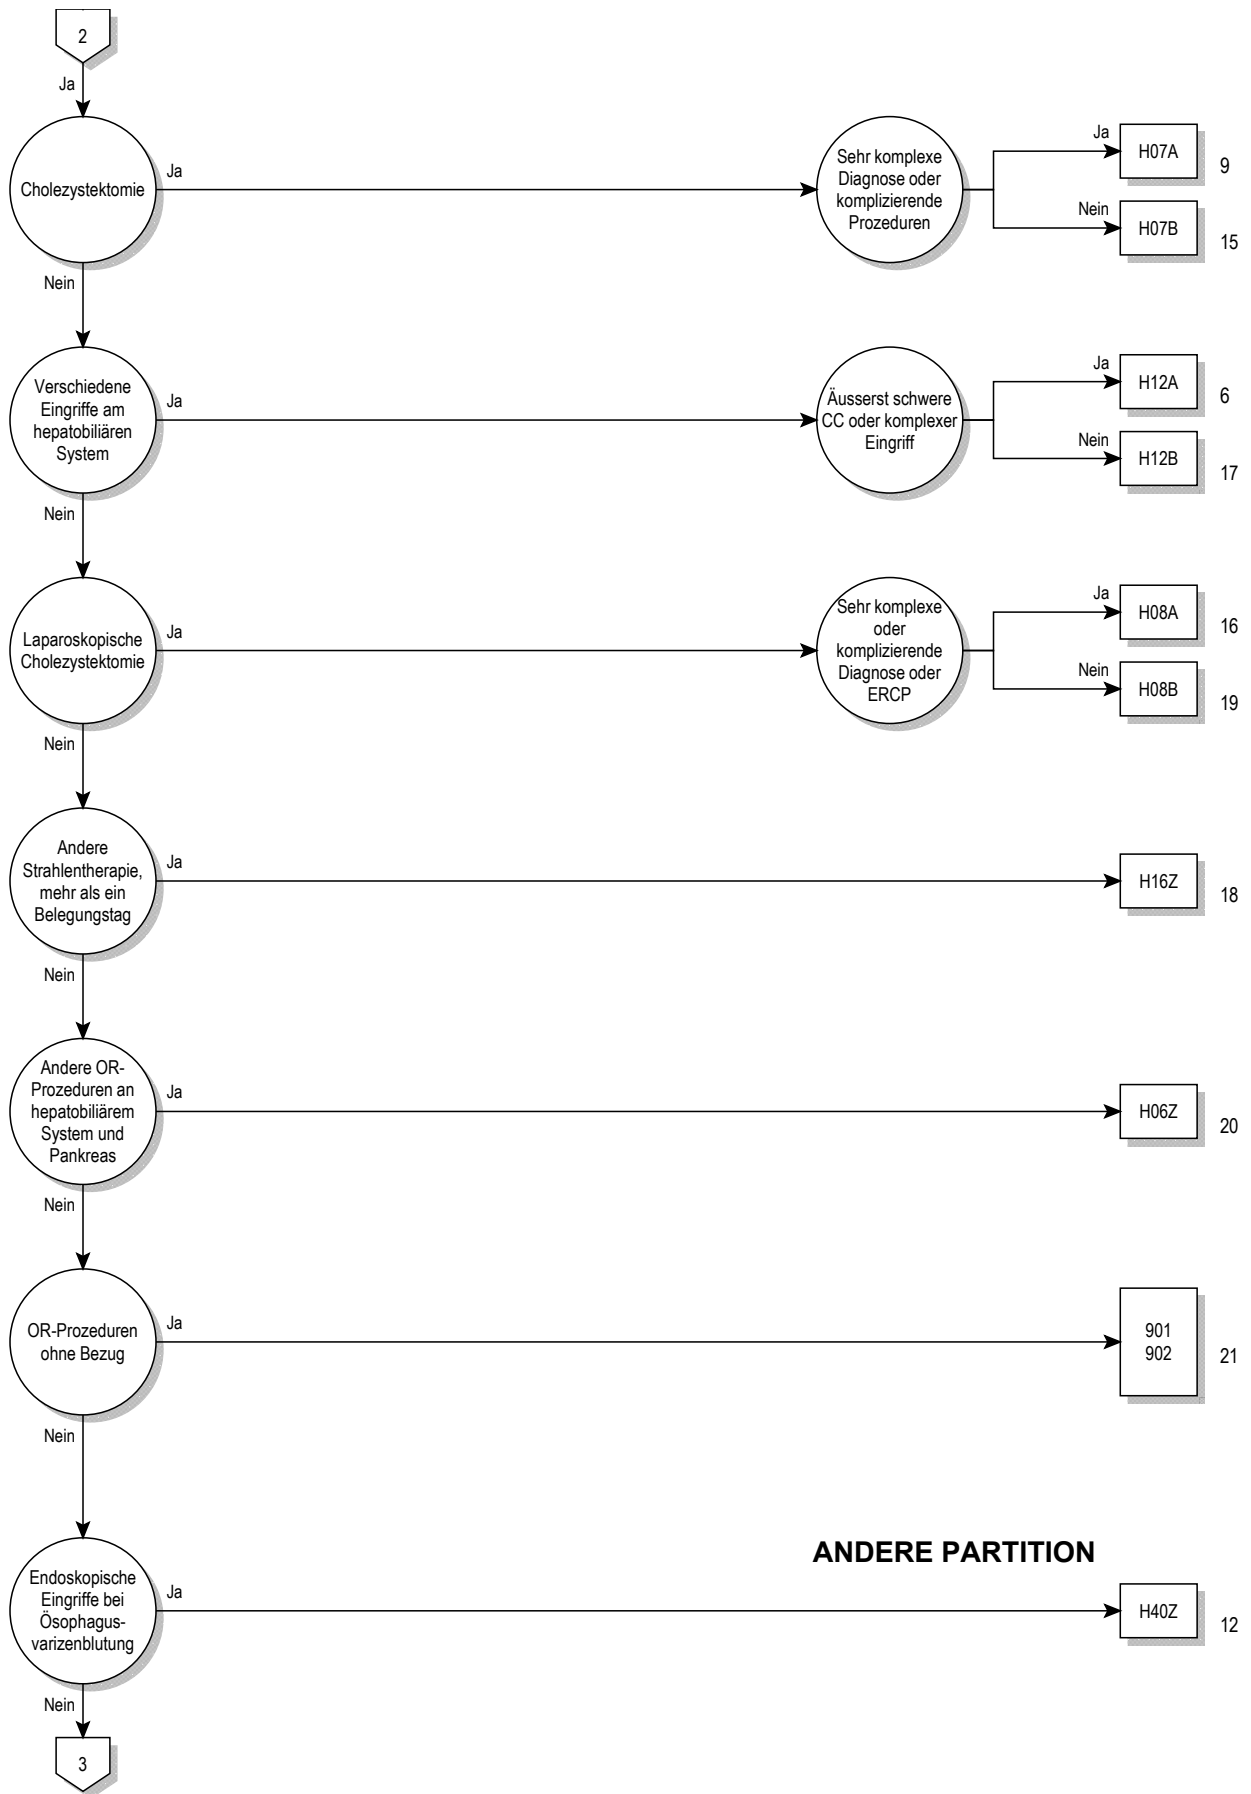 2
Ja
Cholezystektomie
Ja
Sehr komplexe
Diagnose oder
komplizierende
Prozeduren
Ja
H07A
9
Nein
H07B
15
Nein
Verschiedene
Eingriffe am
hepatobiliären
System
Ja
Äusserst schwere
CC oder komplexer
Eingriff
Ja
H12A
6
Nein
H12B
17
Nein
Laparoskopische
Cholezystektomie
Ja
Sehr komplexe
oder
komplizierende
Diagnose oder
ERCP
Ja
H08A
16
Nein
H08B
19
Nein
Andere
Strahlentherapie,
mehr als ein
Belegungstag
Ja
H16Z
18
Nein
Andere OR-
Prozeduren an
hepatobiliärem
System und
Pankreas
Ja
H06Z
20
Nein
OR-Prozeduren
ohne Bezug
Ja
901
902
21
Nein
ANDERE PARTITION
Endoskopische
Eingriffe bei
Ösophagus-
varizenblutung
Ja
H40Z
12
Nein
3